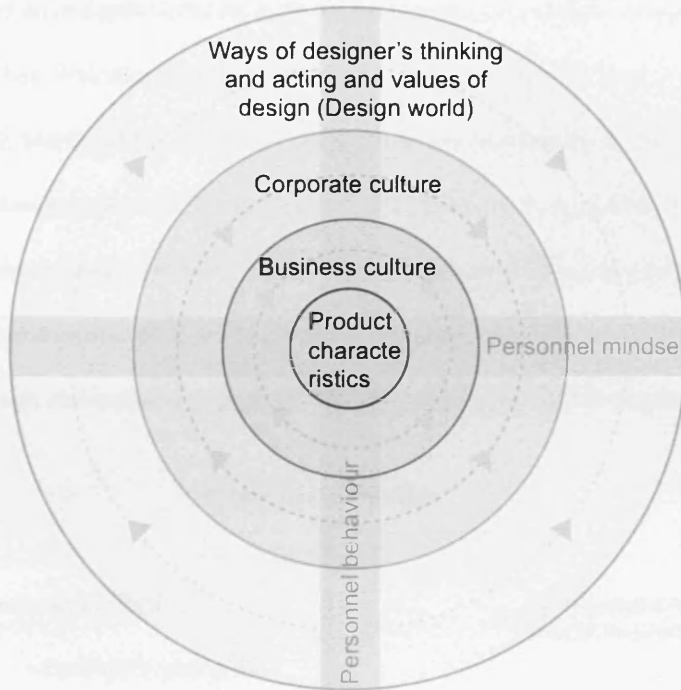 Ways of designer's thinking
and acting and values of
design (Design world)
Corporate culture
Business culture
Product
characte
ristics
Personnel mindse
Personnel behaviour